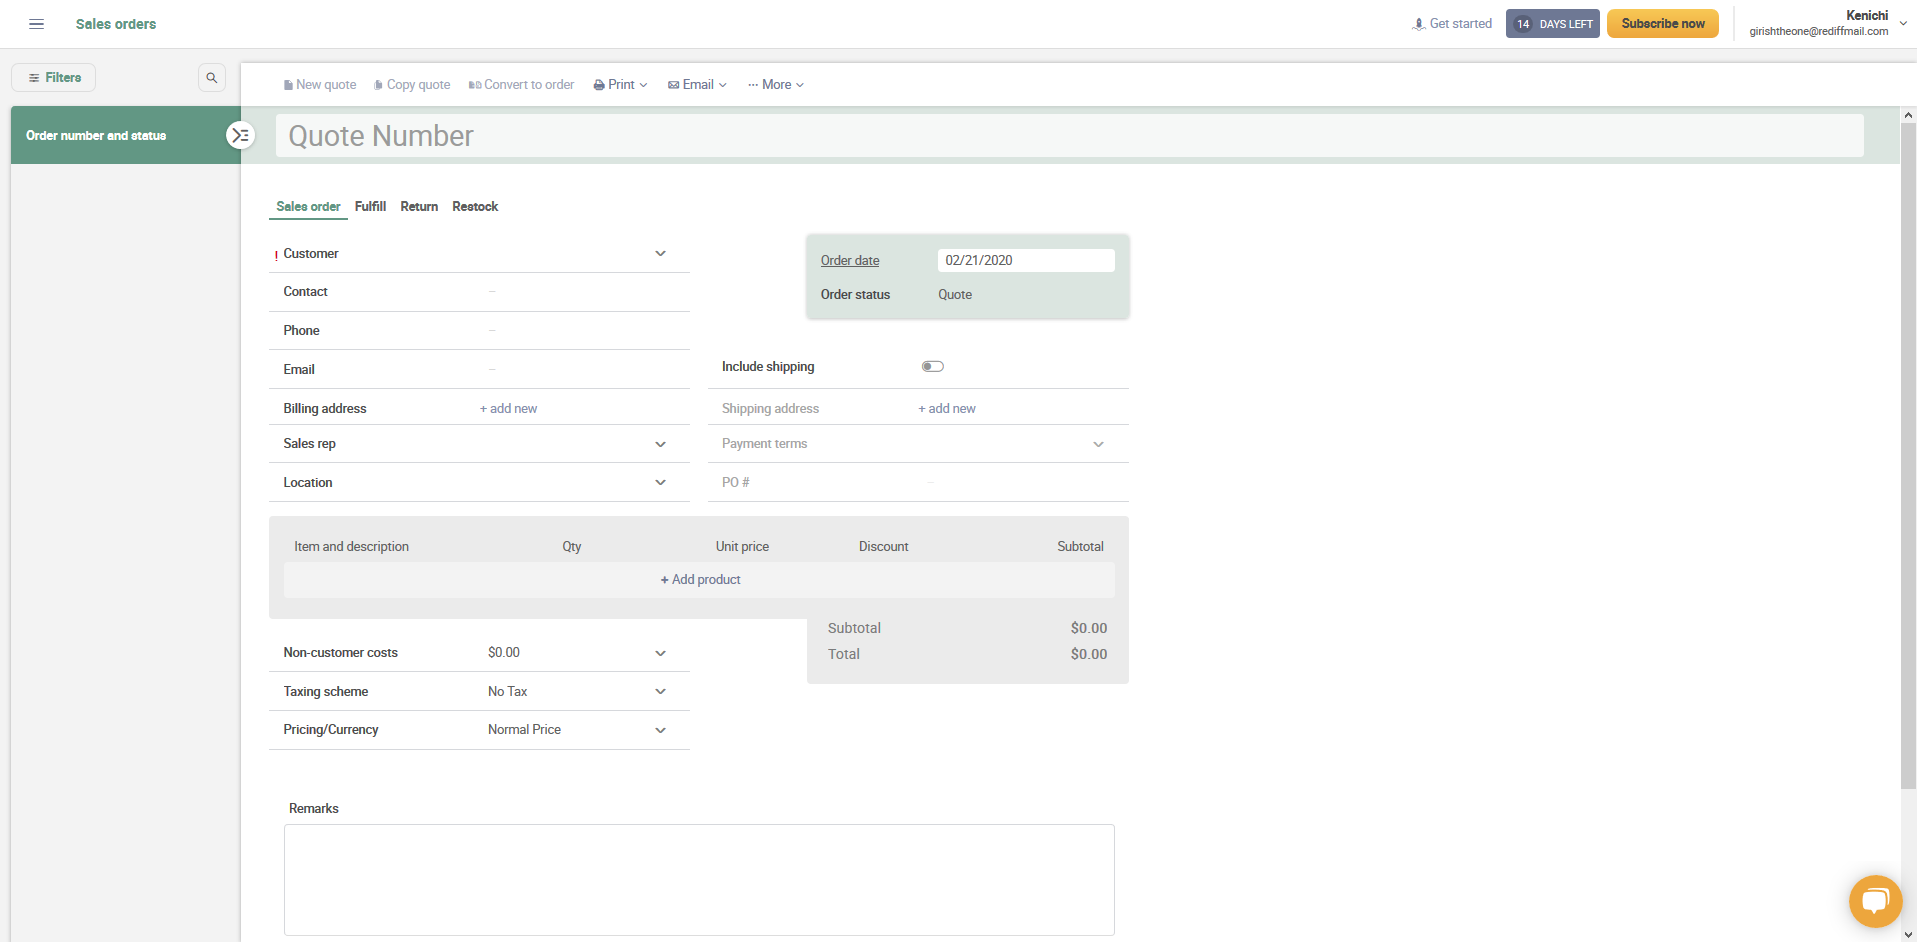 Sales orders
Get started
14 DAYS LEFT
Subscribe now
Kenichi
girishtheone@rediffmail.com
Filters
New quote
Copy quote
Convert to order
Print
Email
··· More
Order number and status
Quote Number
Sales order
Fulfill
Return
Restock
! Customer
Contact –
Phone –
Email –
Billing address + add new
Sales rep
Location
Order date 02/21/2020
Order status Quote
Include shipping
Shipping address + add new
Payment terms
PO # –
Item and description Qty Unit price Discount Subtotal
+ Add product
Subtotal $0.00
Total $0.00
Non-customer costs $0.00
Taxing scheme No Tax
Pricing/Currency Normal Price
Remarks